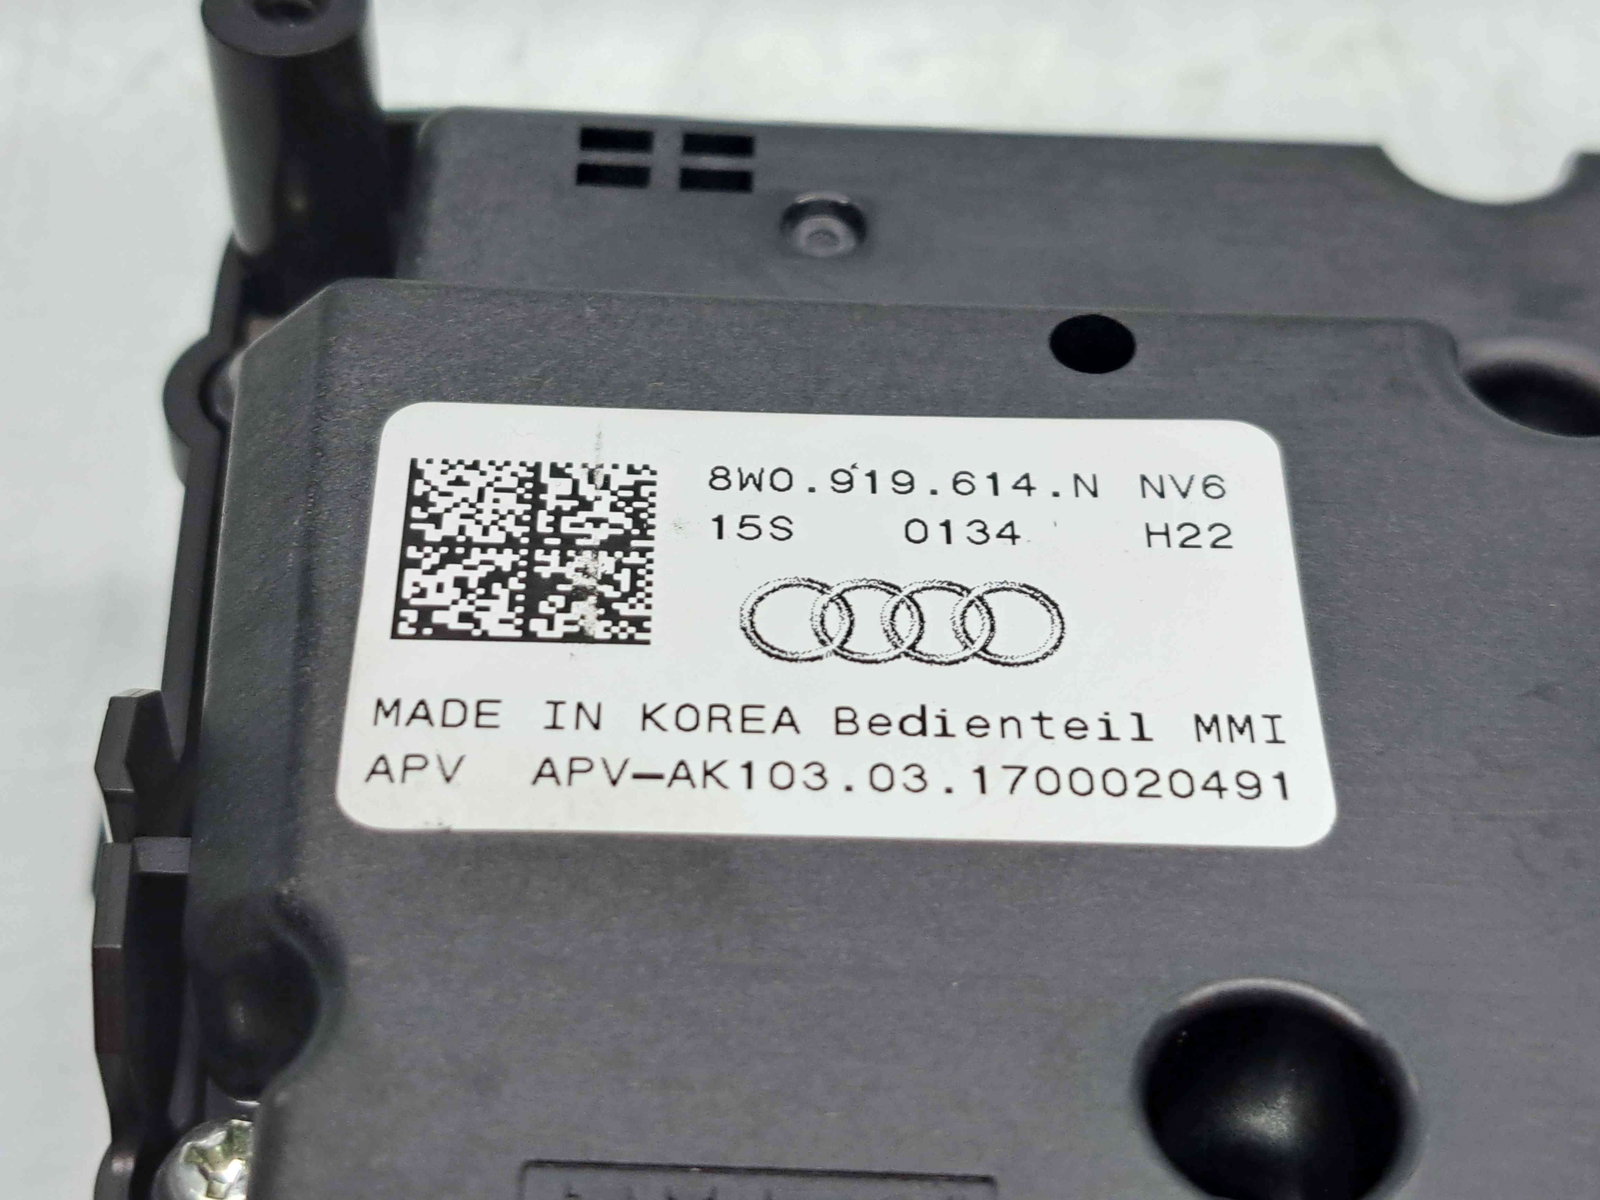 8W0.919.614.N NV6
15S 0134 H22
MADE IN KOREA Bedienteil MMI
APV APV-AK103.03.1700020491